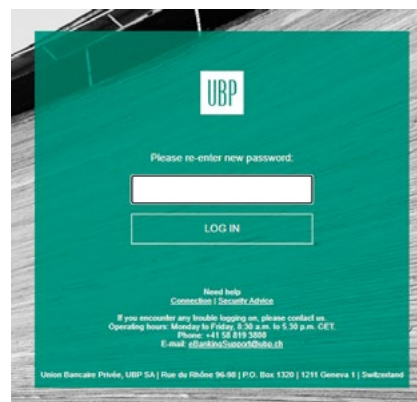 UBP
Please re-enter new password:
LOG IN
Need help
Connection | Security Advice
If you encounter any trouble logging on, please contact us.
Operating hours: Monday to Friday, 8:30 a.m. to 5.30 p.m. CET.
Phone: +41 58 819 3808
E-mail: eBankingSupport@ubp.ch
Union Bancaire Privée, UBP SA | Rue du Rhône 96-98 | P.O. Box 1320 | 1211 Geneva 1 | Switzerland